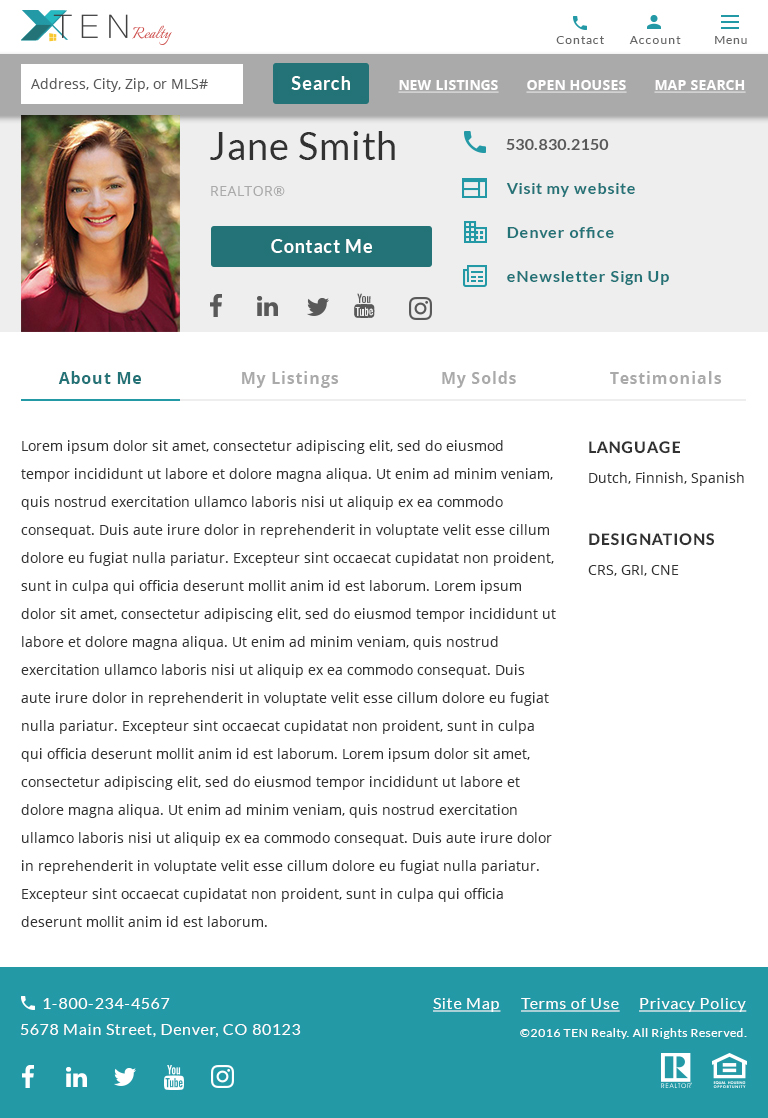 XTEN Realty
Contact Account Menu
Address, City, Zip, or MLS# Search NEW LISTINGS OPEN HOUSES MAP SEARCH
Jane Smith
REALTOR®
Contact Me
You Tube
530.830.2150
Visit my website
Denver office
eNewsletter Sign Up
About Me My Listings My Solds Testimonials
Lorem ipsum dolor sit amet, consectetur adipiscing elit, sed do eiusmod
tempor incididunt ut labore et dolore magna aliqua. Ut enim ad minim veniam,
quis nostrud exercitation ullamco laboris nisi ut aliquip ex ea commodo
consequat. Duis aute irure dolor in reprehenderit in voluptate velit esse cillum
dolore eu fugiat nulla pariatur. Excepteur sint occaecat cupidatat non proident,
sunt in culpa qui officia deserunt mollit anim id est laborum. Lorem ipsum
dolor sit amet, consectetur adipiscing elit, sed do eiusmod tempor incididunt ut
labore et dolore magna aliqua. Ut enim ad minim veniam, quis nostrud
exercitation ullamco laboris nisi ut aliquip ex ea commodo consequat. Duis
aute irure dolor in reprehenderit in voluptate velit esse cillum dolore eu fugiat
nulla pariatur. Excepteur sint occaecat cupidatat non proident, sunt in culpa
qui officia deserunt mollit anim id est laborum. Lorem ipsum dolor sit amet,
consectetur adipiscing elit, sed do eiusmod tempor incididunt ut labore et
dolore magna aliqua. Ut enim ad minim veniam, quis nostrud exercitation
ullamco laboris nisi ut aliquip ex ea commodo consequat. Duis aute irure dolor
in reprehenderit in voluptate velit esse cillum dolore eu fugiat nulla pariatur.
Excepteur sint occaecat cupidatat non proident, sunt in culpa qui officia
deserunt mollit anim id est laborum.
LANGUAGE
Dutch, Finnish, Spanish
DESIGNATIONS
CRS, GRI, CNE
1-800-234-4567
5678 Main Street, Denver, CO 80123
You Tube
Site Map Terms of Use Privacy Policy
©2016 TEN Realty. All Rights Reserved.
R REALTOR®
EQUAL HOUSING
OPPORTUNITY